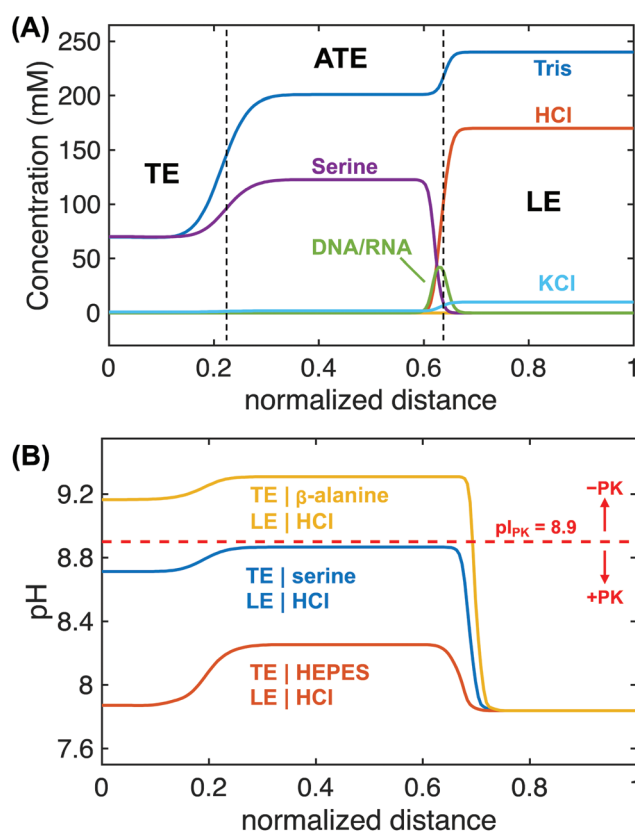 (A)
250
200
150
100
50
0
Concentration (mM)
TE
ATE
LE
Tris
HCl
Serine
DNA/RNA
KCl
0 0.2 0.4 0.6 0.8 1
normalized distance
(B)
9.2
8.8
8.4
8
7.6
pH
TE | β-alanine
LE | HCl
−PK
pIPK = 8.9
+PK
TE | serine
LE | HCl
TE | HEPES
LE | HCl
0 0.2 0.4 0.6 0.8 1
normalized distance